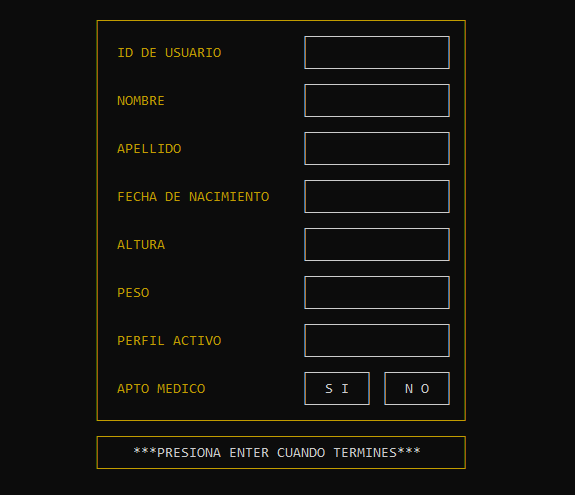 ID DE USUARIO
NOMBRE
APELLIDO
FECHA DE NACIMIENTO
ALTURA
PESO
PERFIL ACTIVO
APTO MEDICO S I N O
***PRESIONA ENTER CUANDO TERMINES***